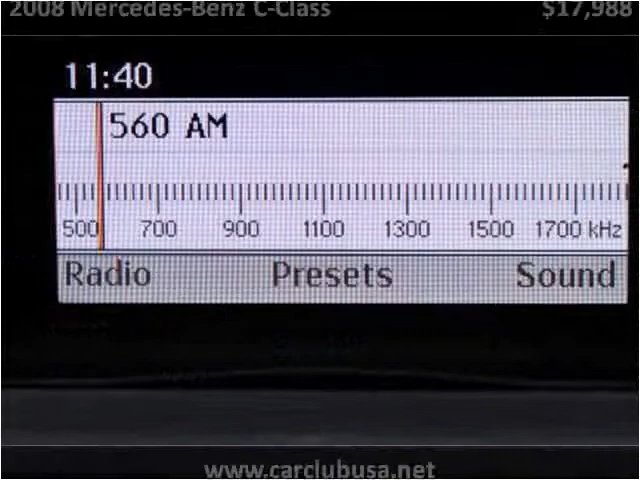 2008 Mercedes-Benz C-Class $17,988
11:40
560 AM
500 700 900 1100 1300 1500 1700 kHz
Radio Presets Sound
www.carclubusa.net